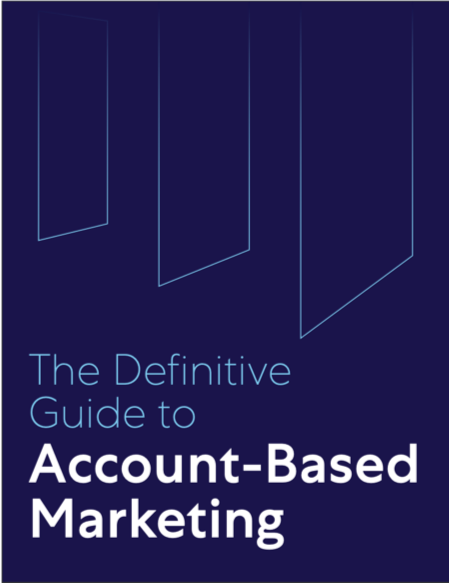 The Definitive
Guide to
Account-Based
Marketing